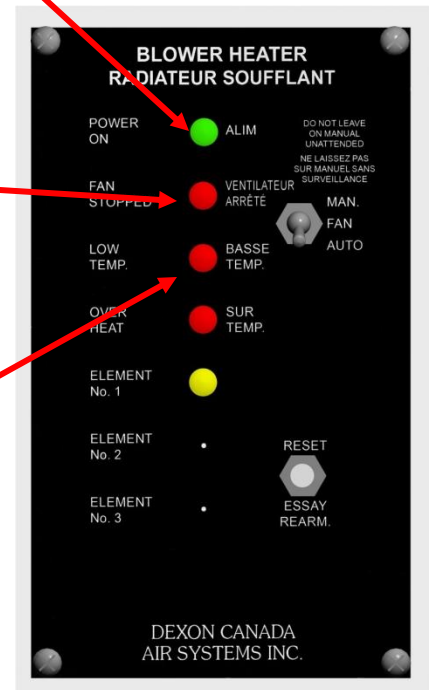 BLOWER HEATER
RADIATEUR SOUFFLANT
POWER
ON
ALIM
DO NOT LEAVE
ON MANUAL
UNATTENDED
NE LAISSEZ PAS
SUR MANUEL SANS
SURVEILLANCE
FAN
STOPPED
VENTILATEUR
ARRÉTÉ
MAN.
FAN
AUTO
LOW
TEMP.
BASSE
TEMP.
OVER
HEAT
SUR
TEMP.
ELEMENT
No. 1
ELEMENT
No. 2
RESET
ELEMENT
No. 3
ESSAY
REARM.
DEXON CANADA
AIR SYSTEMS INC.